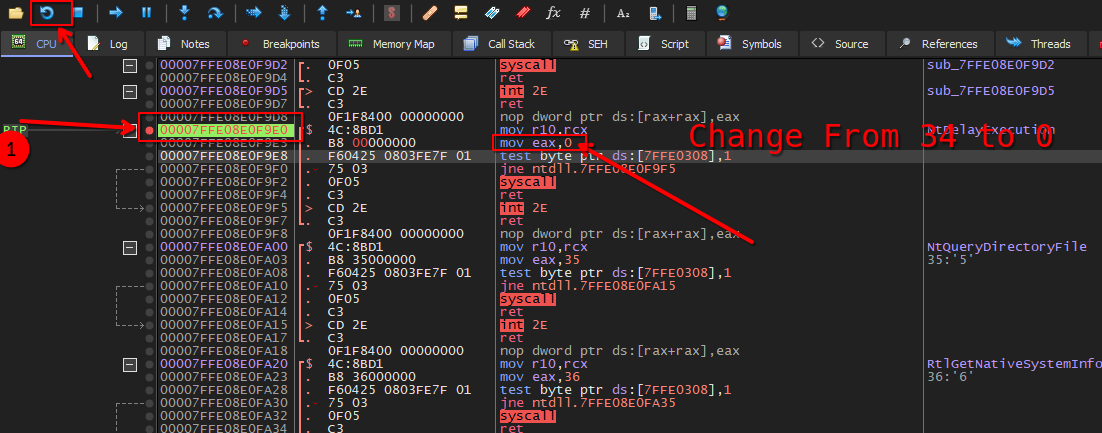 fx # A₂
CPU Log Notes Breakpoints Memory Map Call Stack SEH Script Symbols Source References Threads
00007FFE08E0F9D2 0F05 syscall sub_7FFE08E0F9D2
00007FFE08E0F9D4 C3 ret
00007FFE08E0F9D5 CD 2E int 2E sub_7FFE08E0F9D5
00007FFE08E0F9D7 C3 ret
00007FFE08E0F9D8 0F1F8400 00000000 nop dword ptr ds:[rax+rax],eax
RIP 00007FFE08E0F9E0 $ 4C:8BD1 mov r10,rcx NtDelayExecution
1 00007FFE08E0F9E3 B8 00000000 mov eax,0 Change From 34 to 0
00007FFE08E0F9E8 F60425 0803FE7F 01 test byte ptr ds:[7FFE0308],1
00007FFE08E0F9F0 75 03 jne ntdll.7FFE08E0F9F5
00007FFE08E0F9F2 0F05 syscall
00007FFE08E0F9F4 C3 ret
00007FFE08E0F9F5 > CD 2E int 2E
00007FFE08E0F9F7 C3 ret
00007FFE08E0F9F8 0F1F8400 00000000 nop dword ptr ds:[rax+rax],eax
00007FFE08E0FA00 $ 4C:8BD1 mov r10,rcx NtQueryDirectoryFile
00007FFE08E0FA03 B8 35000000 mov eax,35 35:'5'
00007FFE08E0FA08 F60425 0803FE7F 01 test byte ptr ds:[7FFE0308],1
00007FFE08E0FA10 75 03 jne ntdll.7FFE08E0FA15
00007FFE08E0FA12 0F05 syscall
00007FFE08E0FA14 C3 ret
00007FFE08E0FA15 > CD 2E int 2E
00007FFE08E0FA17 C3 ret
00007FFE08E0FA18 0F1F8400 00000000 nop dword ptr ds:[rax+rax],eax
00007FFE08E0FA20 $ 4C:8BD1 mov r10,rcx RtlGetNativeSystemInfo
00007FFE08E0FA23 B8 36000000 mov eax,36 36:'6'
00007FFE08E0FA28 F60425 0803FE7F 01 test byte ptr ds:[7FFE0308],1
00007FFE08E0FA30 75 03 jne ntdll.7FFE08E0FA35
00007FFE08E0FA32 0F05 syscall
00007FFE08E0FA34 C3 ret